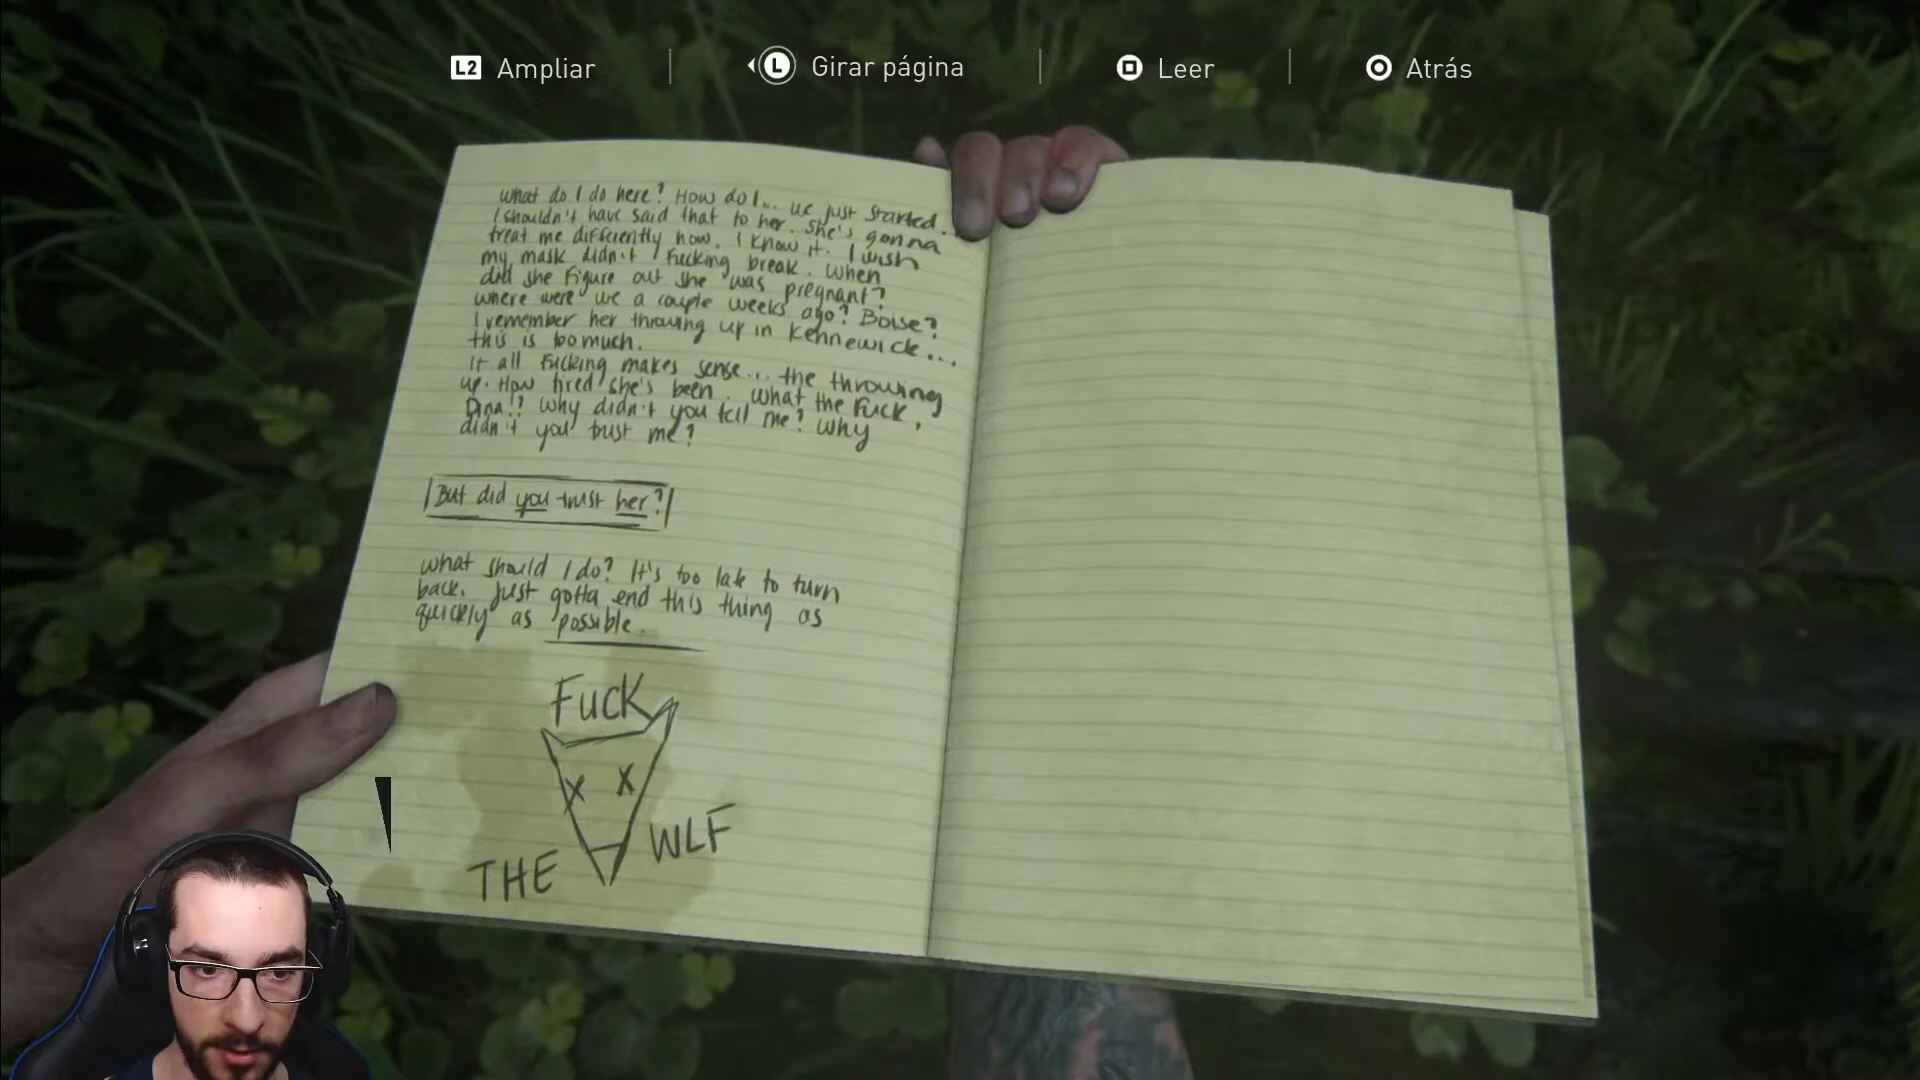 L2 Ampliar
L Girar página
Leer
Atrás
What do I do here? How do I... we just started.
I shouldn't have said that to her. She's gonna
treat me differently now. I know it. I wish
my mask didn't fucking break. When
did she figure out she was pregnant?
where were we a couple weeks ago? Boise?
I remember her throwing up in Kennewick...
this is too much.
It all fucking makes sense... the throwing
up. How tired she's been. What the fuck,
Dina!? Why didn't you tell me? Why
didn't you trust me?
But did you trust her?
what should I do? It's too late to turn
back. Just gotta end this thing as
quickly as possible.
FUCK
THE
WLF